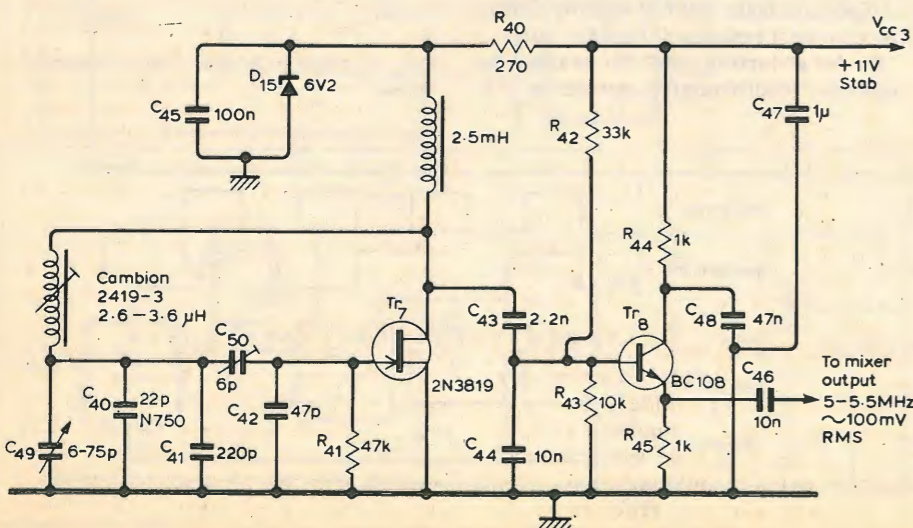 R40
270
VCC3
+11V
Stab
D15
6V2
C45
100n
2.5mH
R42
33k
C47
1µ
Cambion
2419-3
2.6-3.6 µH
R44
1k
Tr7
C43
2.2n
Tr8
C48
47n
C50
6p
2N3819
BC108
C46
10n
To mixer
output
5-5.5MHz
~100mV
RMS
C40
22p
N750
C42
47p
R43
10k
C49
6-75p
C41
220p
R41
47k
C44
10n
R45
1k